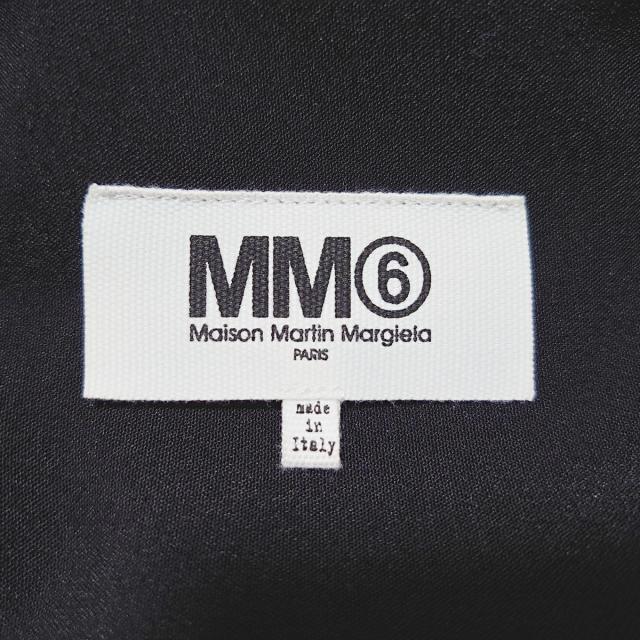 MM⑥
Maison Martin Margiela
PARIS
made
in
Italy